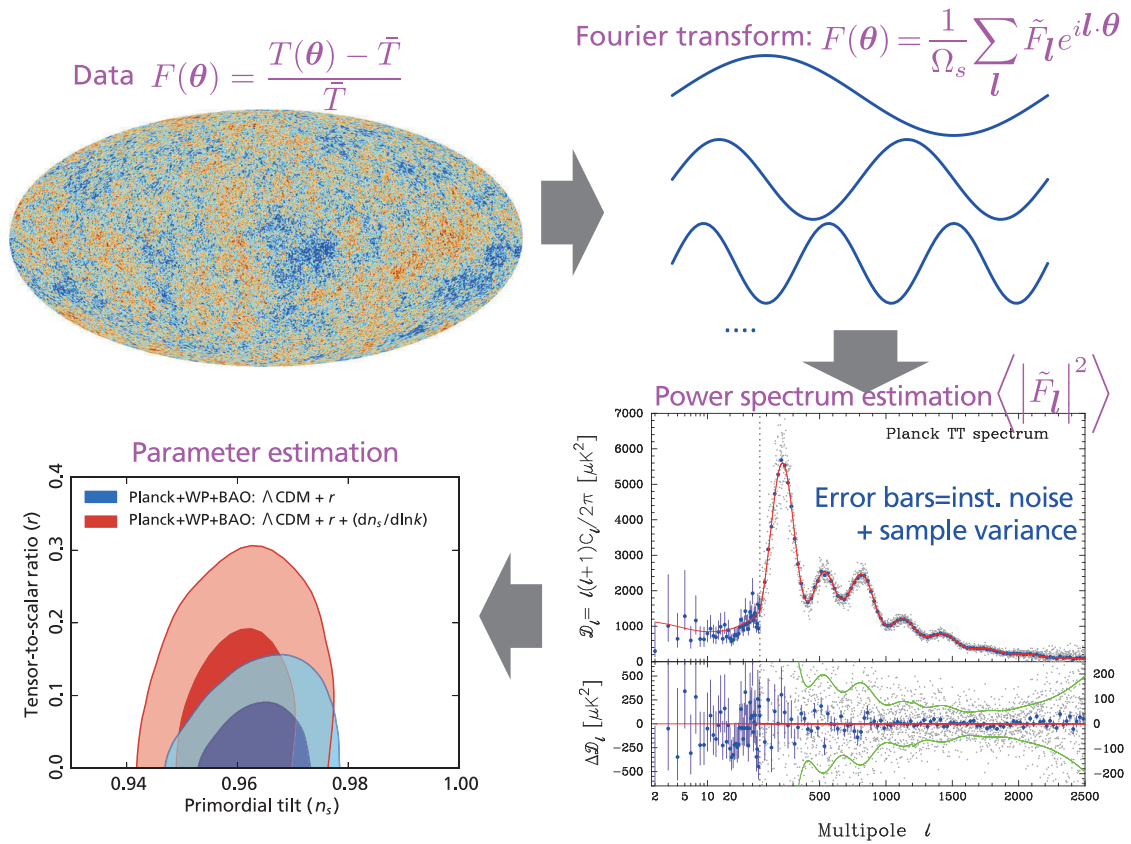 Data F(θ) = (T(θ) − T̄) / T̄
Fourier transform: F(θ) = 1/Ω_s ∑_l F̃_l e^{il·θ}
....
Power spectrum estimation ⟨|F̃_l|²⟩
7000
6000
5000
4000
3000
2000
1000
0
𝒟_ℓ= ℓ(ℓ+1)C_ℓ/2π [μK²]
Planck TT spectrum
Error bars=inst. noise
+ sample variance
500
250
0
-250
-500
Δ𝒟_ℓ [μK²]
200
100
0
-100
-200
2 5 10 20 500 1000 1500 2000 2500
Multipole ℓ
Parameter estimation
0.4
0.3
0.2
0.1
0.0
Tensor-to-scalar ratio (r)
Planck+WP+BAO: ΛCDM + r
Planck+WP+BAO: ΛCDM + r + (dn_s/dlnk)
0.94 0.96 0.98 1.00
Primordial tilt (n_s)